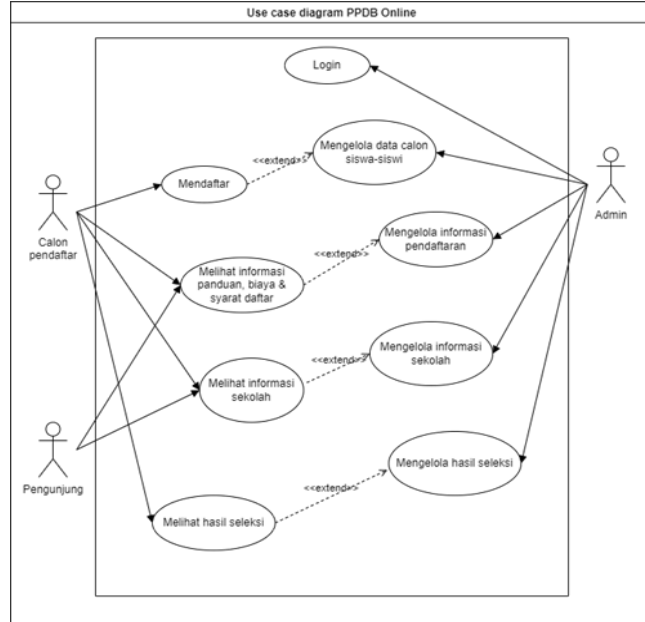 Use case diagram PPDB Online
Login
Mengelola data calon
siswa-siswi
<<extend>>
Mendaftar
Calon
pendaftar
Admin
Mengelola informasi
pendaftaran
<<extend>>
Melihat informasi
panduan, biaya &
syarat daftar
Mengelola informasi
sekolah
<<extend>>
Melihat informasi
sekolah
Pengunjung
Mengelola hasil seleksi
<<extend>>
Melihat hasil seleksi